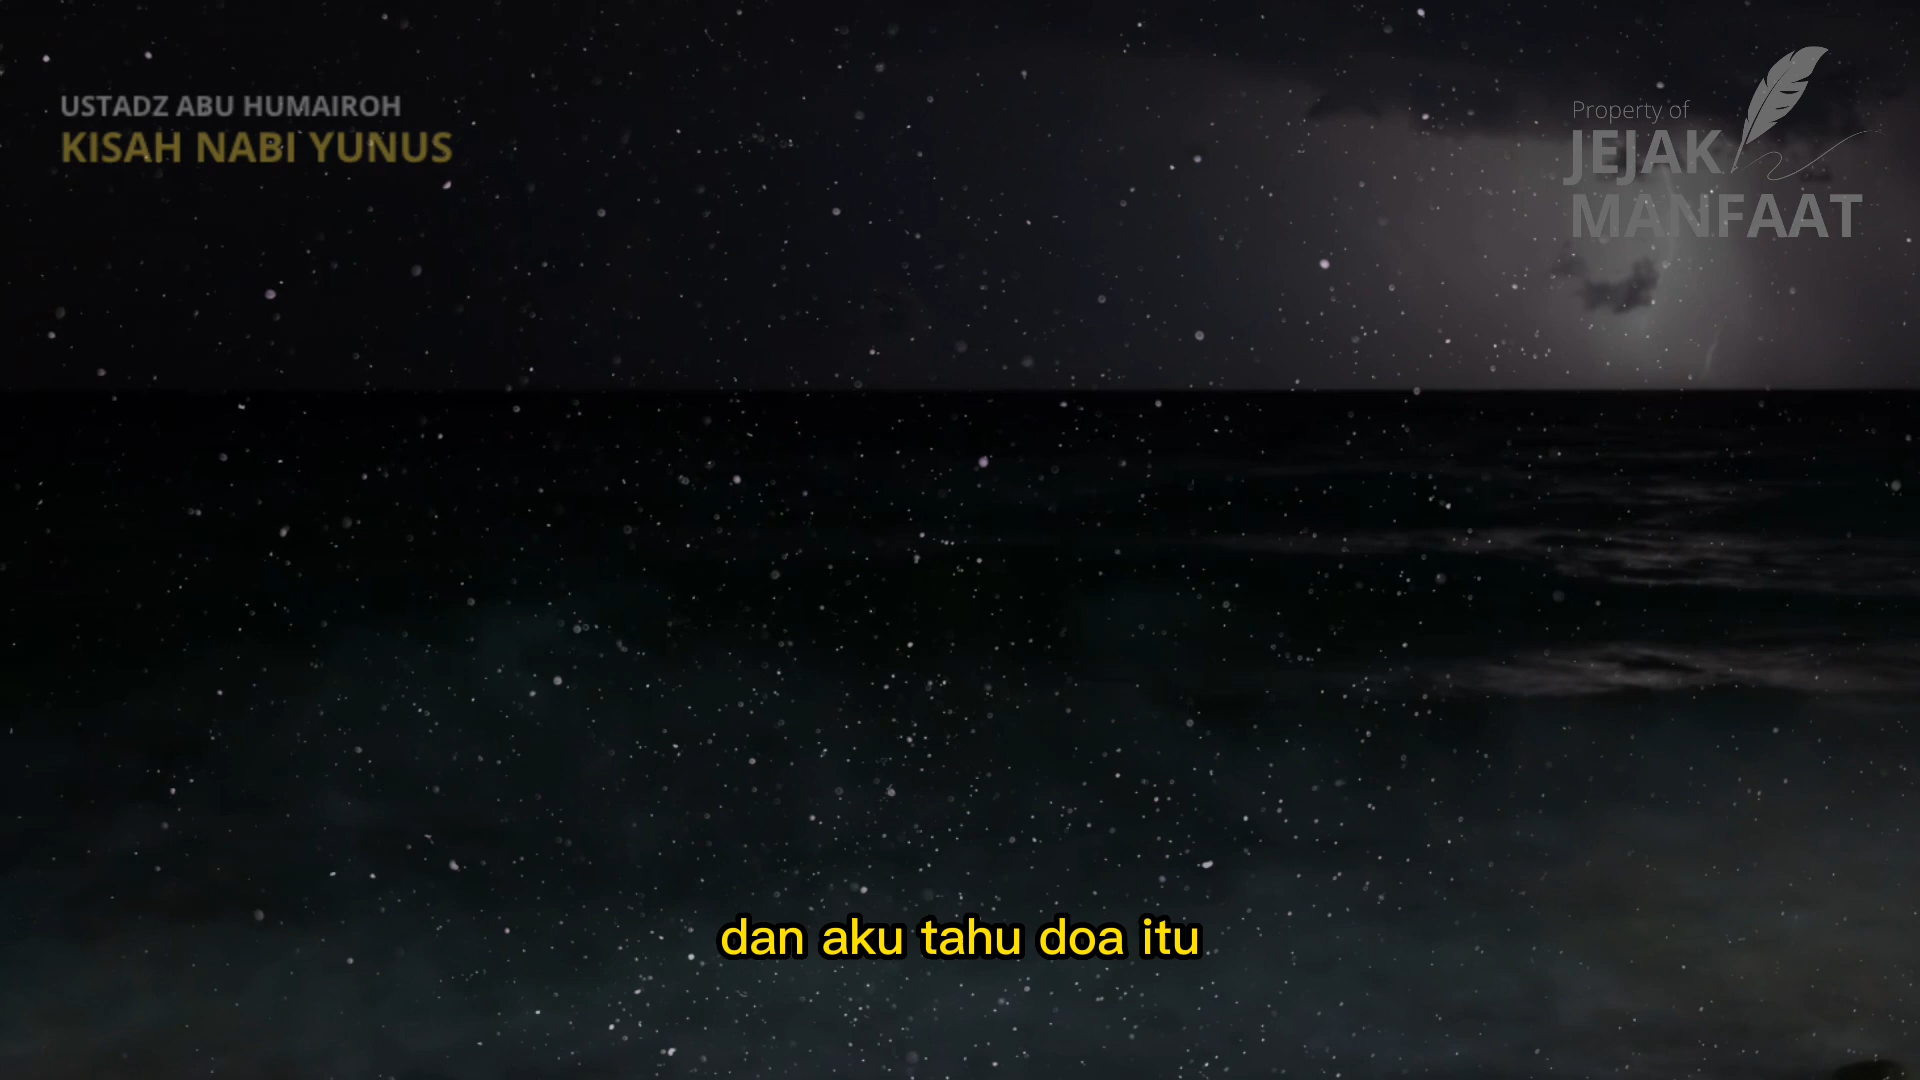 USTADZ ABU HUMAIROH
KISAH NABI YUNUS
Property of
JEJAK
MANFAAT
dan aku tahu doa itu